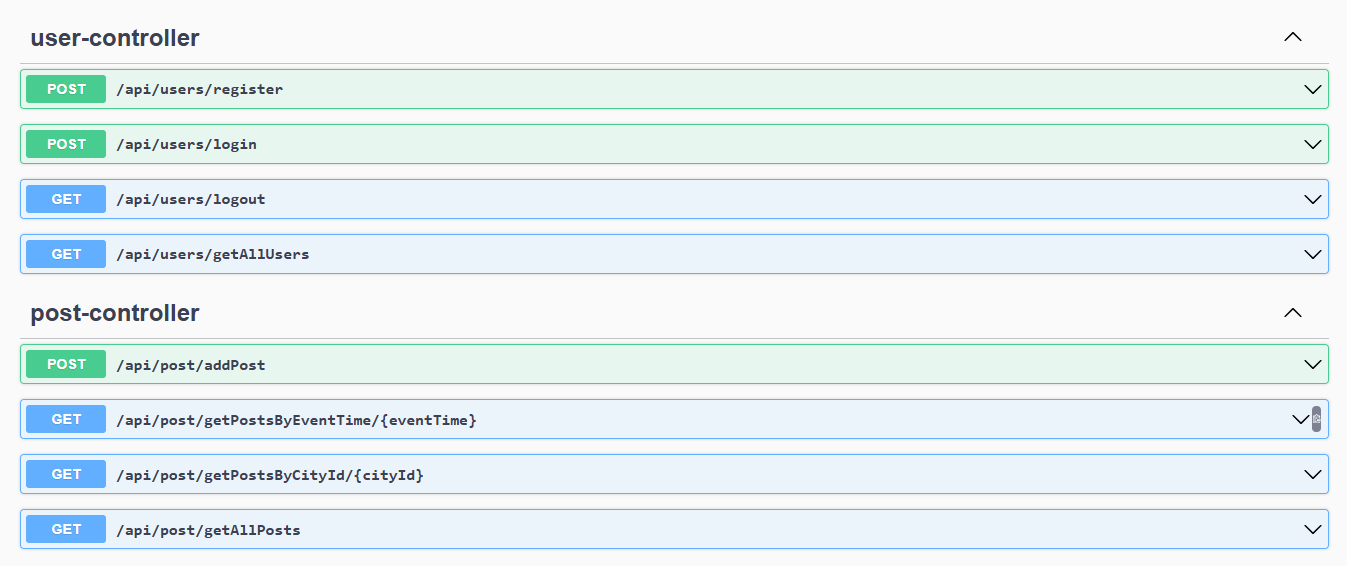 user-controller
POST /api/users/register
POST /api/users/login
GET /api/users/logout
GET /api/users/getAllUsers
post-controller
POST /api/post/addPost
GET /api/post/getPostsByEventTime/{eventTime}
GET /api/post/getPostsByCityId/{cityId}
GET /api/post/getAllPosts